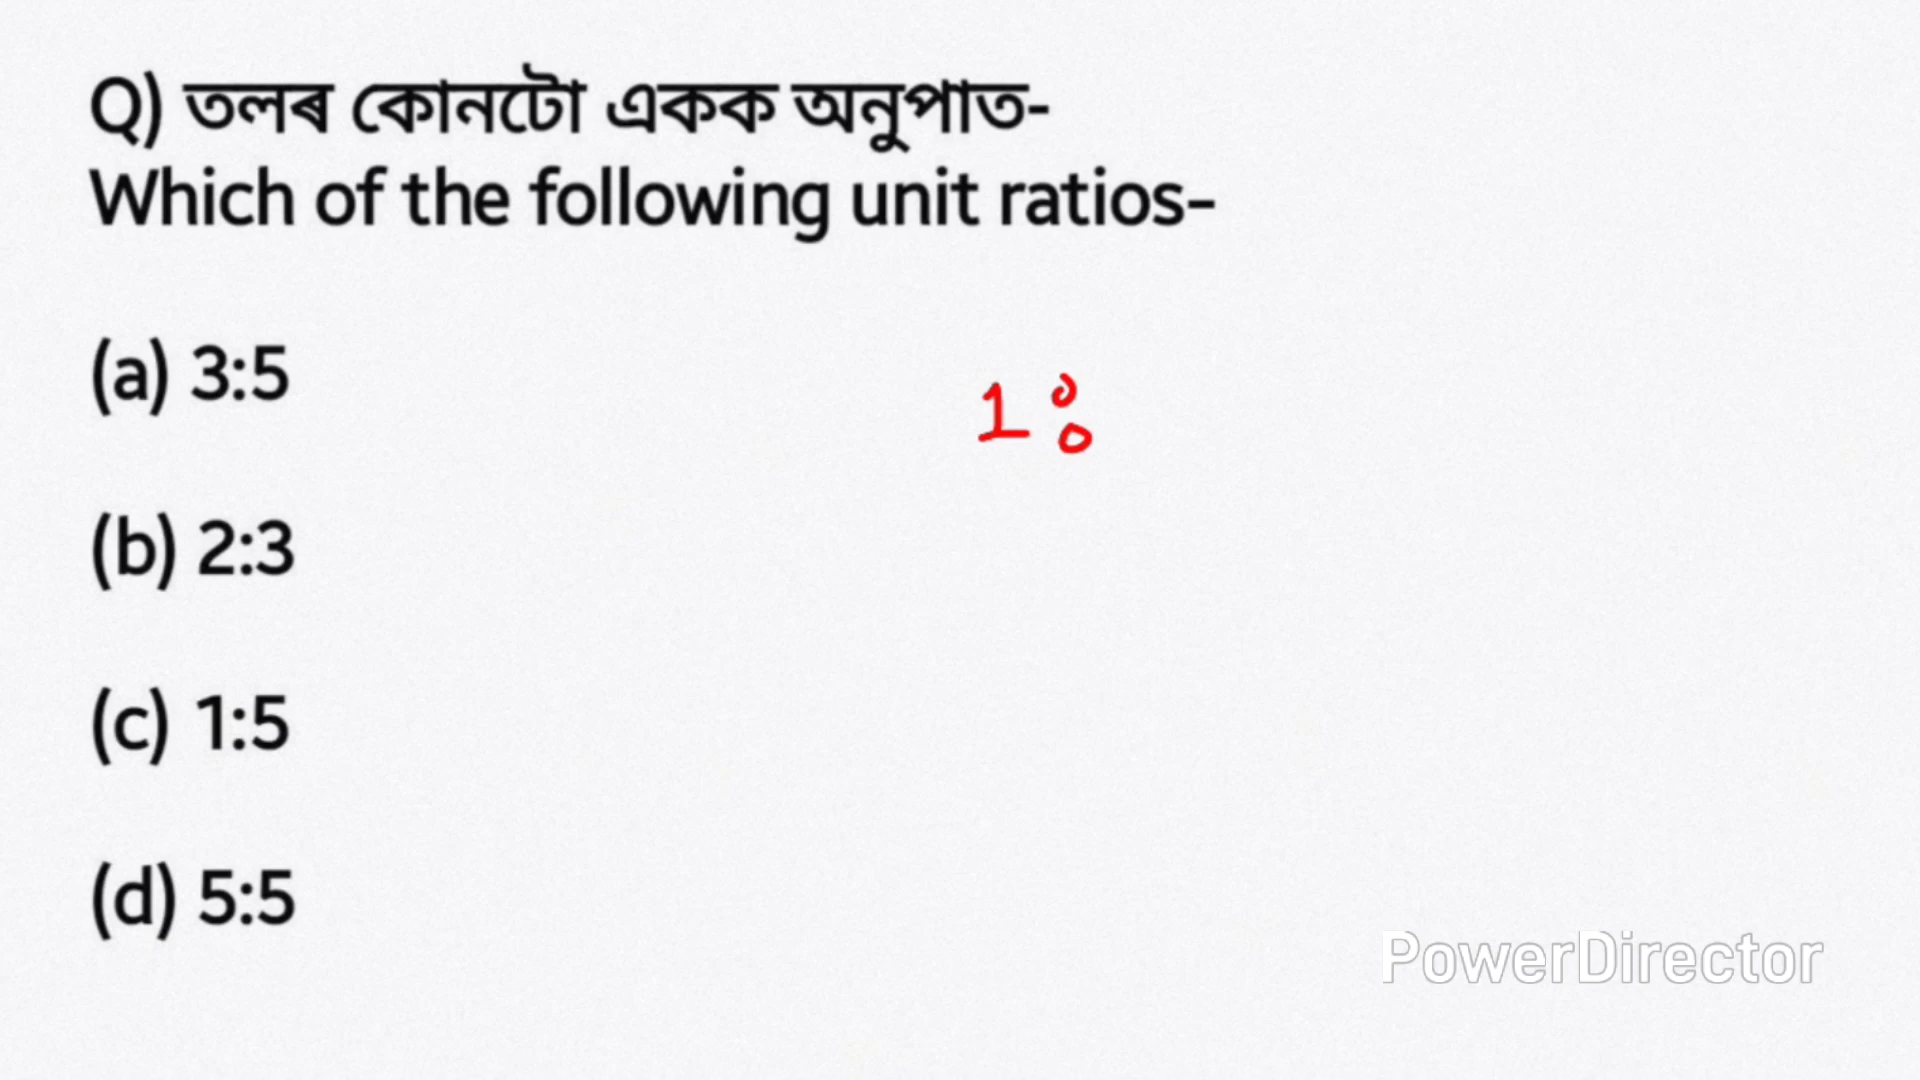 Q) তলৰ কোনটো একক অনুপাত-
Which of the following unit ratios-
(a) 3:5
1:
(b) 2:3
(c) 1:5
(d) 5:5
PowerDirector